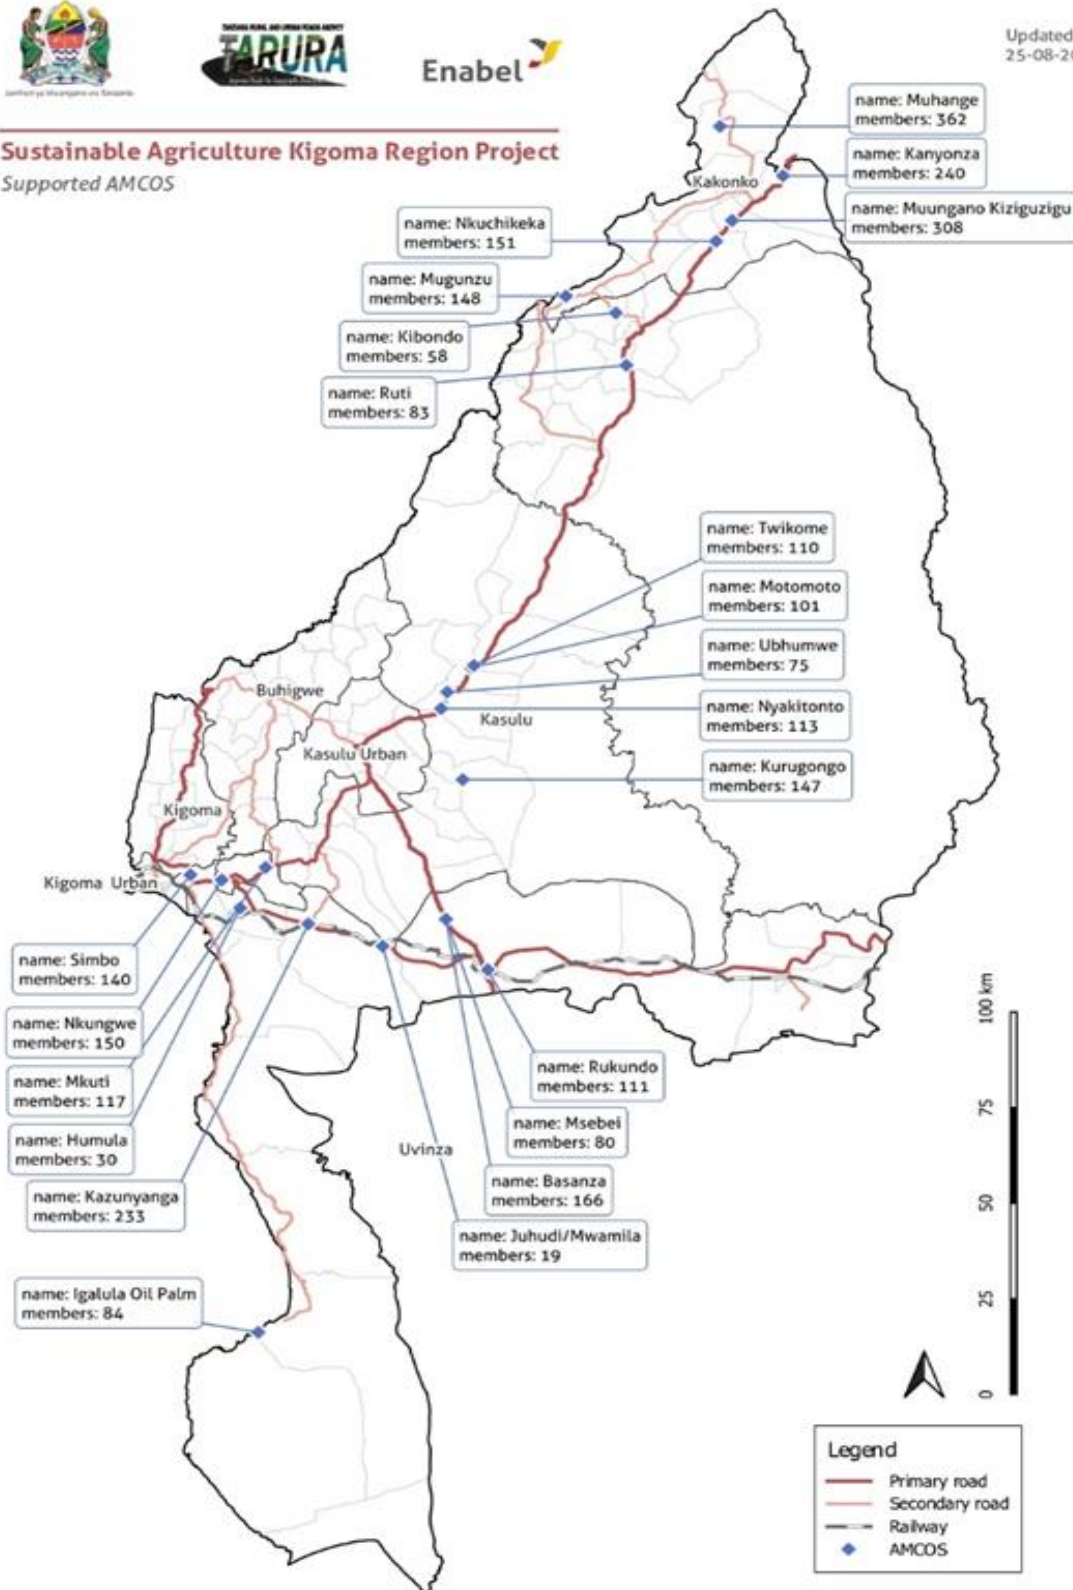 TARURA
Enabel
Updated
Sustainable Agriculture Kigoma Region Project
Supported AMCOS
name: Muhange
members: 362
name: Kanyonza
members: 240
Kakonko
name: Muungano Kiziguzigu
members: 308
name: Nkuchikeka
members: 151
name: Mugunzu
members: 148
name: Kibondo
members: 58
name: Ruti
members: 83
name: Twikome
members: 110
name: Motomoto
members: 101
name: Ubhumwe
members: 75
Buhigwe
name: Nyakitonto
members: 113
Kasulu
Kasulu Urban
name: Kurugongo
members: 147
Kigoma
Kigoma Urban
name: Simbo
members: 140
name: Nkungwe
members: 150
name: Mkuti
members: 117
name: Humula
members: 30
name: Kazunyanga
members: 233
name: Rukundo
members: 111
name: Msebei
members: 80
Uvinza
name: Basanza
members: 166
name: Juhudi/Mwamila
members: 19
name: Igalula Oil Palm
members: 84
100 km
75
50
25
0
Legend
Primary road
Secondary road
Railway
AMCOS